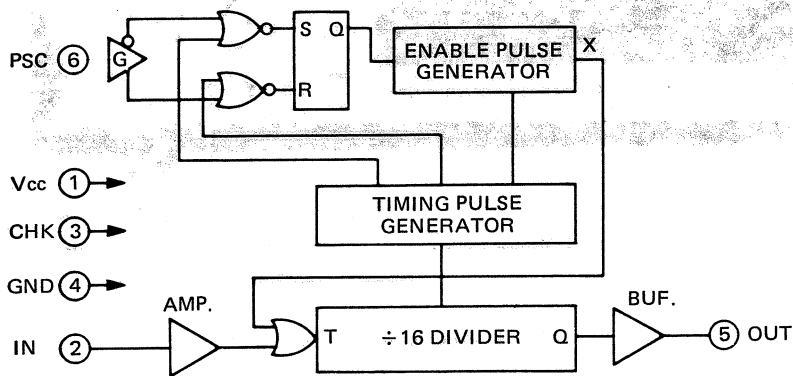 PSC 6
G
S Q
R
ENABLE PULSE
GENERATOR
X
Vcc 1
CHK 3
GND 4
TIMING PULSE
GENERATOR
AMP.
IN 2
T ÷16 DIVIDER Q
BUF.
5 OUT